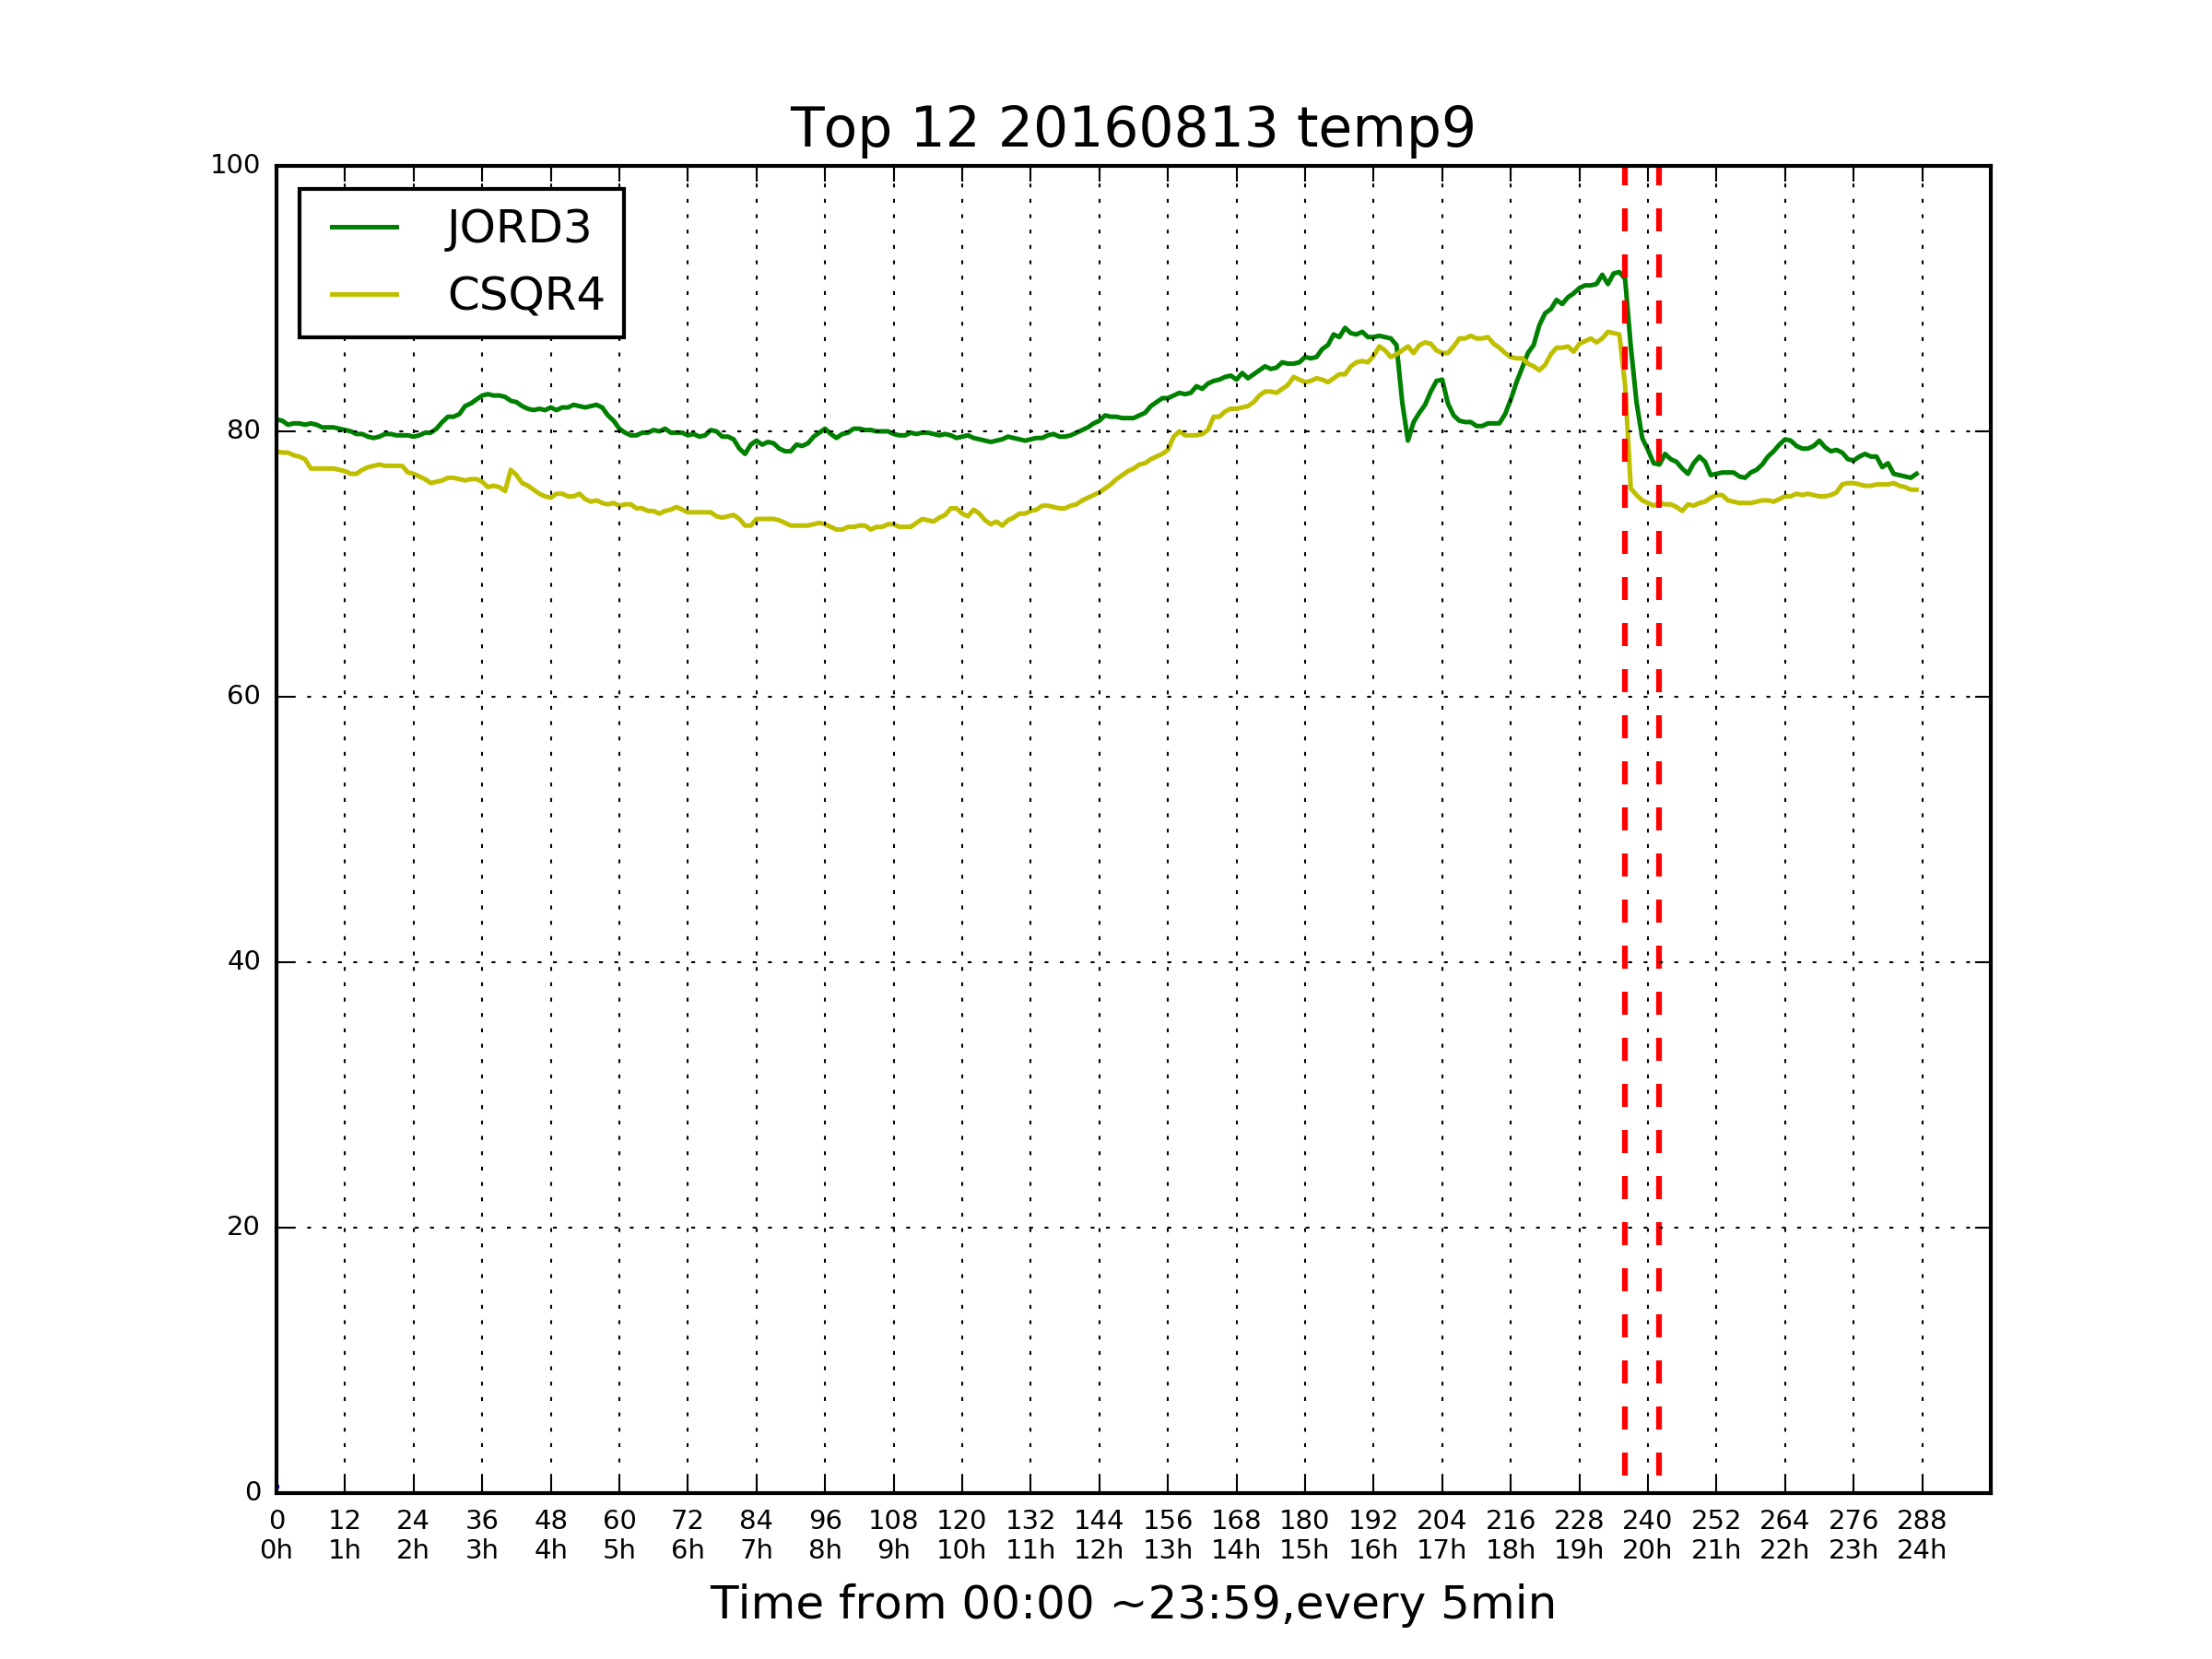 Top 12 20160813 temp9
JORD3
CSQR4
100
80
60
40
20
0
0 12 24 36 48 60 72 84 96 108 120 132 144 156 168 180 192 204 216 228 240 252 264 276 288
0h 1h 2h 3h 4h 5h 6h 7h 8h 9h 10h 11h 12h 13h 14h 15h 16h 17h 18h 19h 20h 21h 22h 23h 24h
Time from 00:00 ~23:59,every 5min